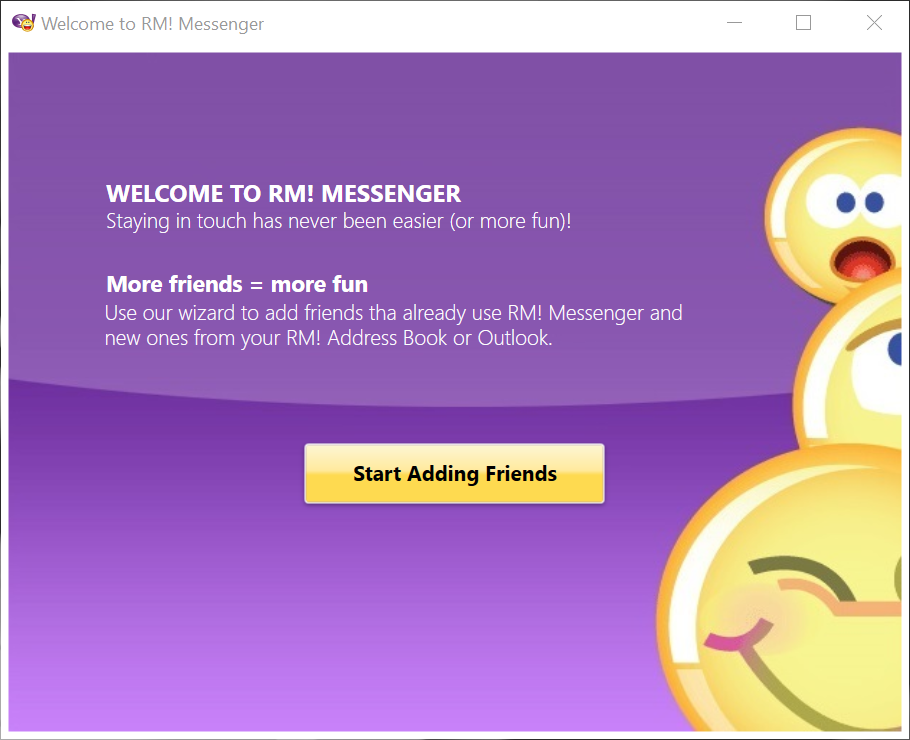 Welcome to RM! Messenger
WELCOME TO RM! MESSENGER
Staying in touch has never been easier (or more fun)!
More friends = more fun
Use our wizard to add friends tha already use RM! Messenger and
new ones from your RM! Address Book or Outlook.
Start Adding Friends